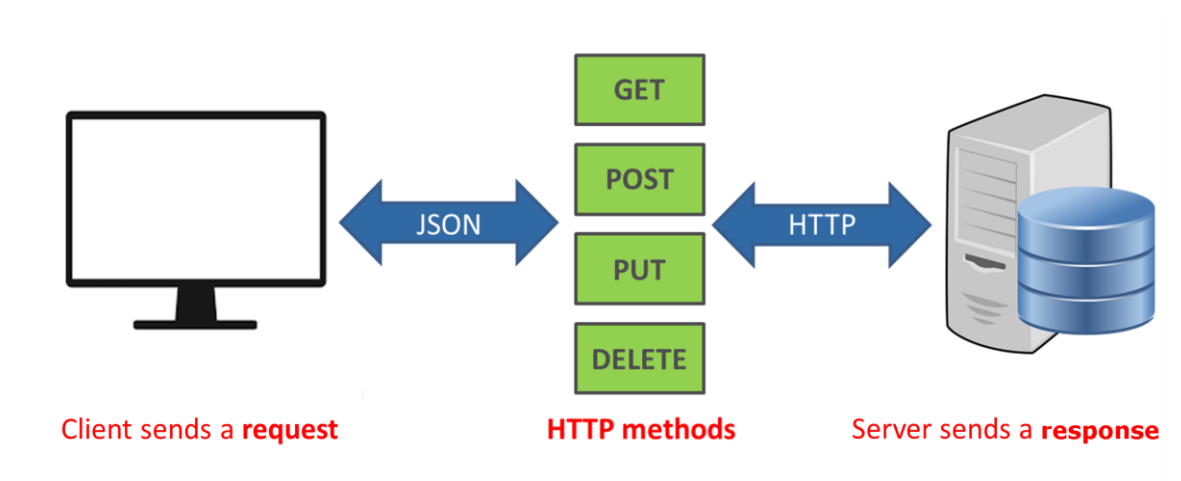 GET
POST
JSON
HTTP
PUT
DELETE
Client sends a request
HTTP methods
Server sends a response